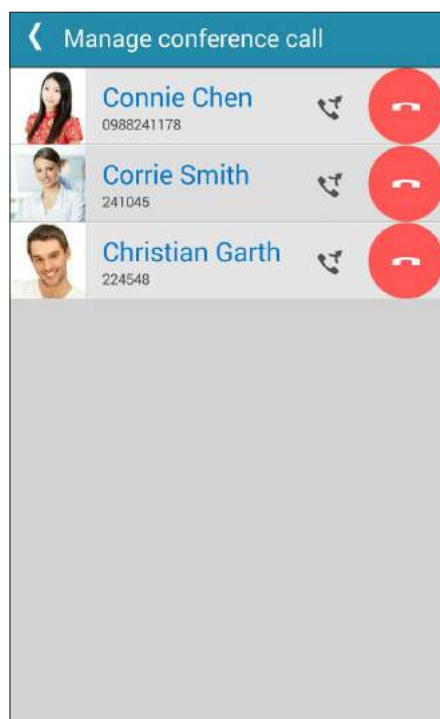 Manage conference call
Connie Chen
0988241178
Corrie Smith
241045
Christian Garth
224548